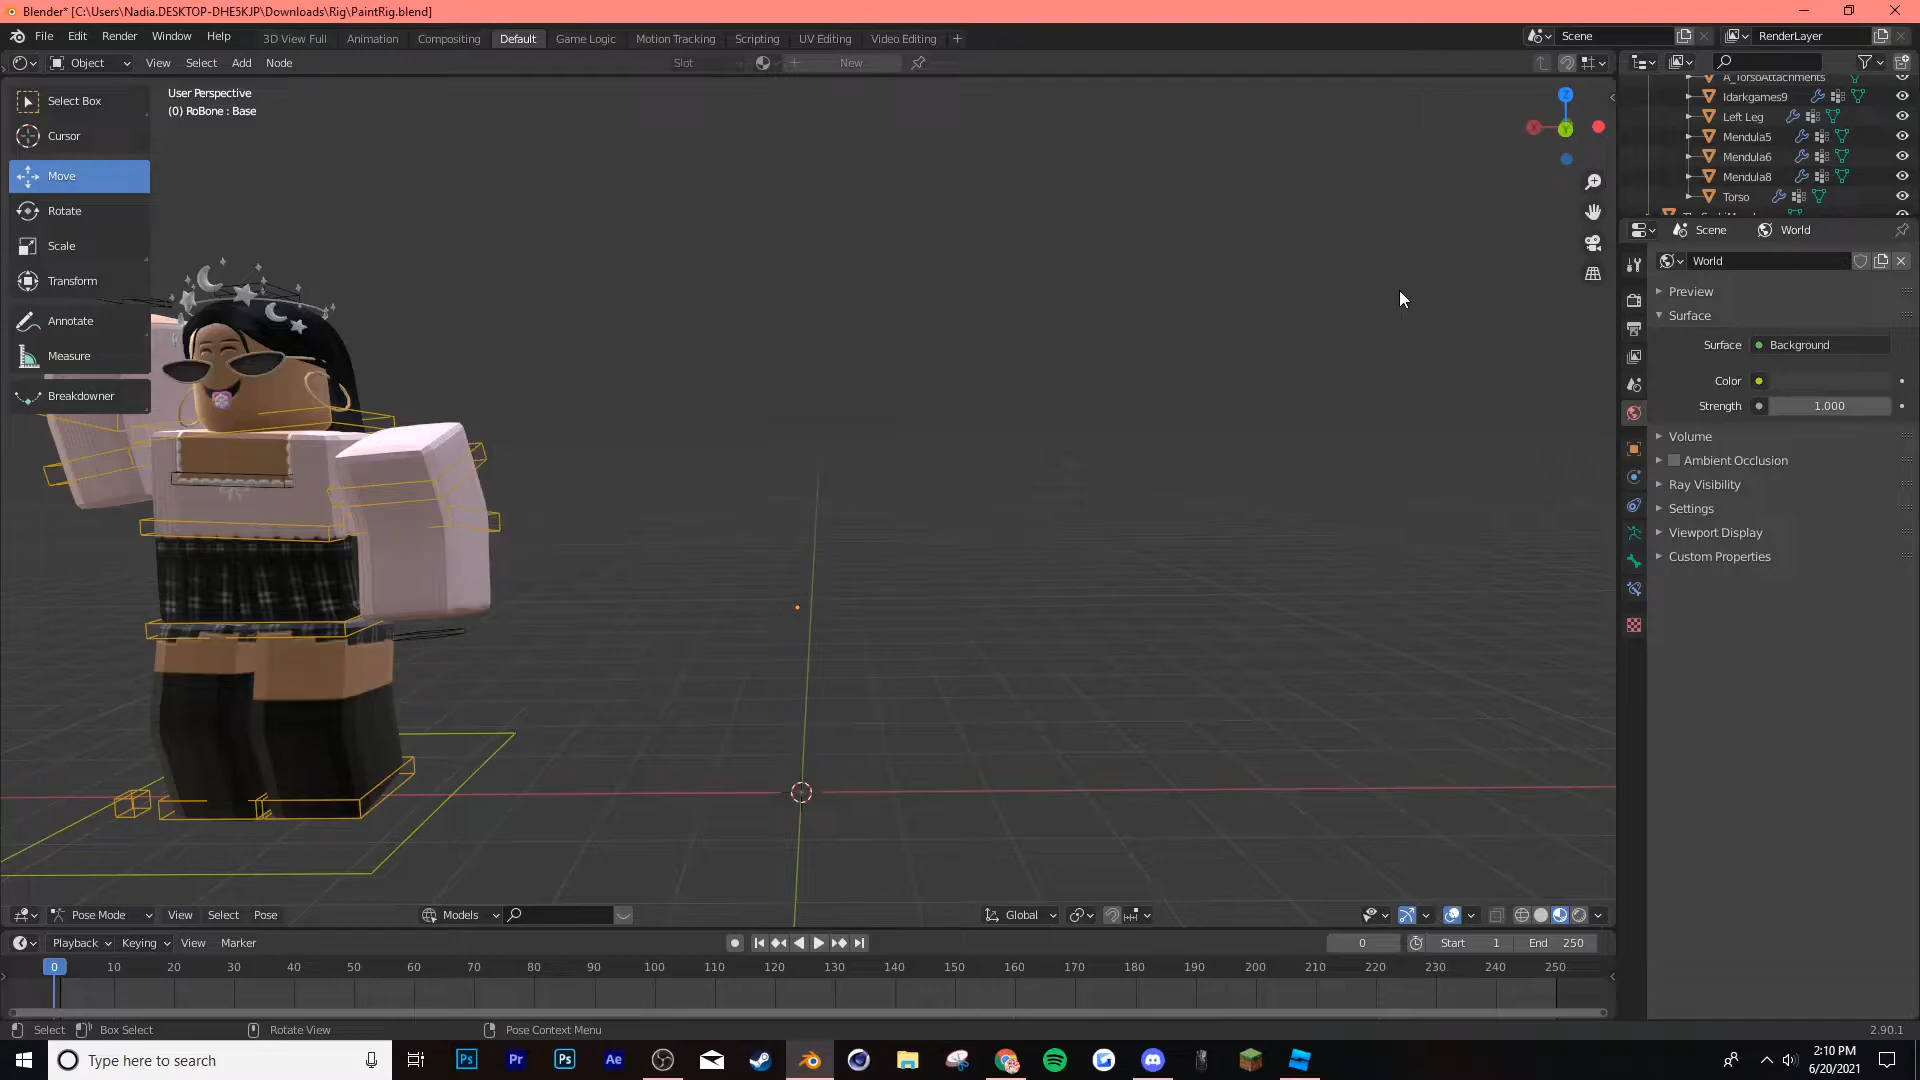 Blender* [C:\Users\Nadia.DESKTOP-DHE5KJP\Downloads\Rig\PaintRig.blend]
File Edit Render Window Help 3D View Full Animation Compositing Default Game Logic Motion Tracking Scripting UV Editing Video Editing + Scene RenderLayer
Object View Select Add Node Slot New
Select Box
Cursor
Move
Rotate
Scale
Transform
Annotate
Measure
Breakdowner
User Perspective
(0) RoBone : Base
Z
X
Y
A_TorsoAttachments
Idarkgames9
Left Leg
Mendula5
Mendula6
Mendula8
Torso
Scene World
World
Preview
Surface
Surface Background
Color
Strength 1.000
Volume
Ambient Occlusion
Ray Visibility
Settings
Viewport Display
Custom Properties
Pose Mode View Select Pose Models Global
Playback Keying View Marker 0 Start 1 End 250
0 10 20 30 40 50 60 70 80 90 100 110 120 130 140 150 160 170 180 190 200 210 220 230 240 250
Select Box Select Rotate View Pose Context Menu 2.90.1
Type here to search Ps Pr Ps Ae
2:10 PM
6/20/2021